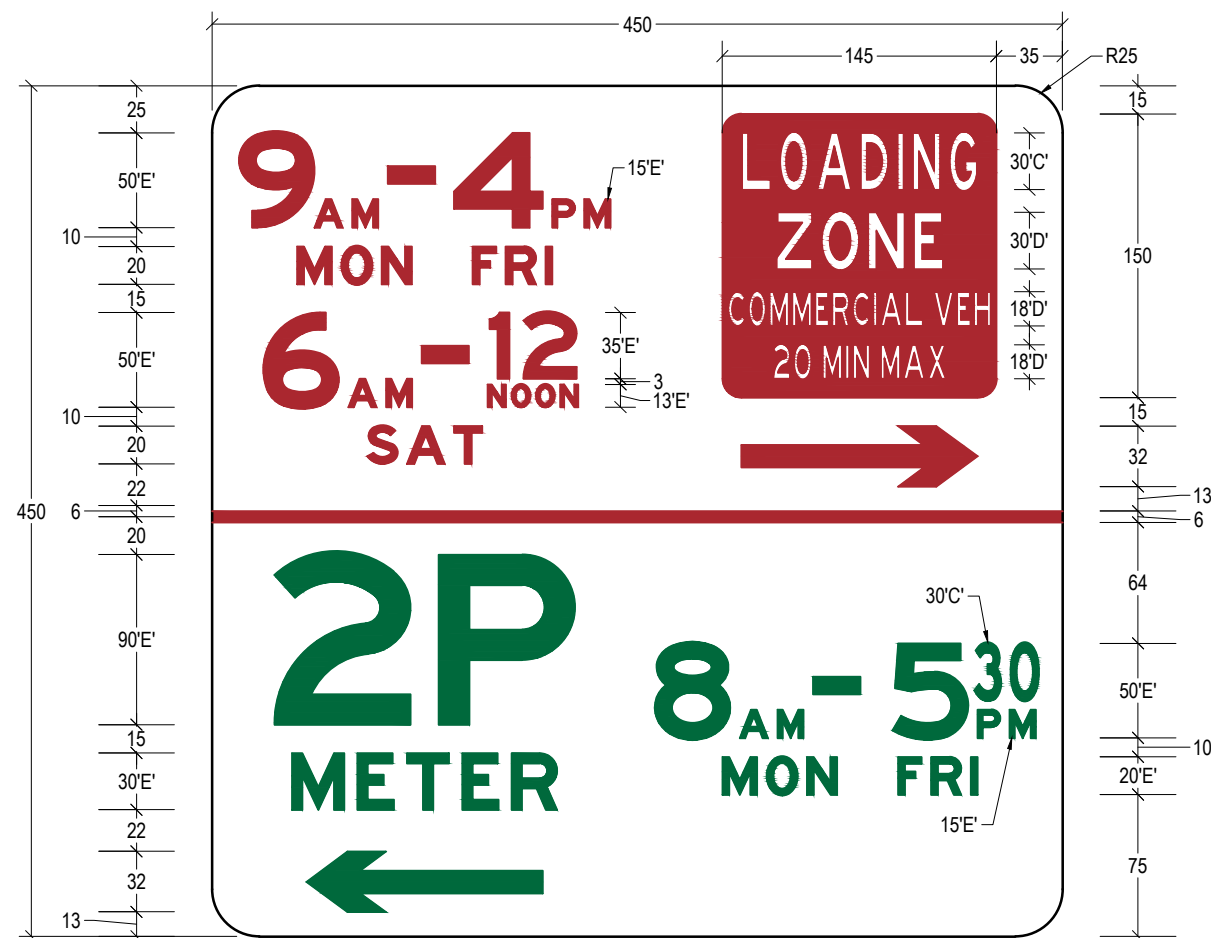 450
145
35
R25
25
50'E'
10
20
15
50'E'
10
20
22
6
20
90'E'
15
30'E'
22
32
13
450
9AM-4PM
15'E'
MON FRI
6AM-12NOON
35'E'
3
13'E'
SAT
LOADING
ZONE
COMMERCIAL VEH
20 MIN MAX
30'C'
30'D'
18'D'
18'D'
15
150
15
32
13
6
64
50'E'
10
20'E'
75
2P
METER
30'C'
8AM-530PM
MON FRI
15'E'